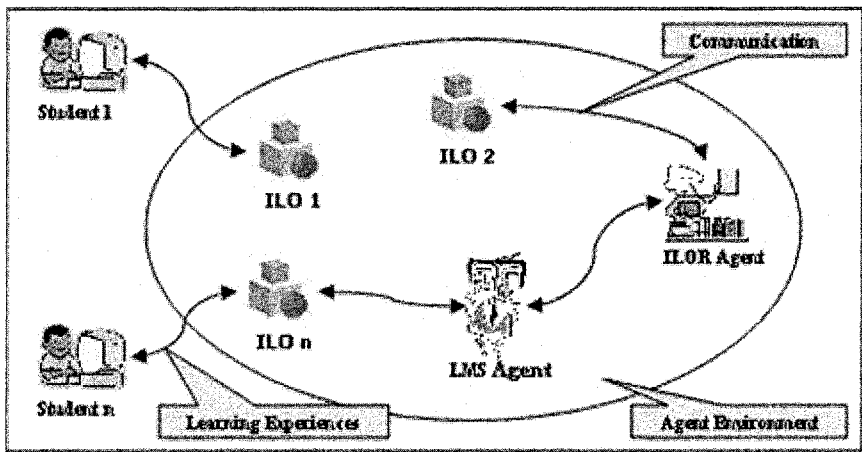 Communication
Student 1
ILO 2
ILO 1
ILOR Agent
ILO n
LMS Agent
Student n
Learning Experiences
Agent Environment